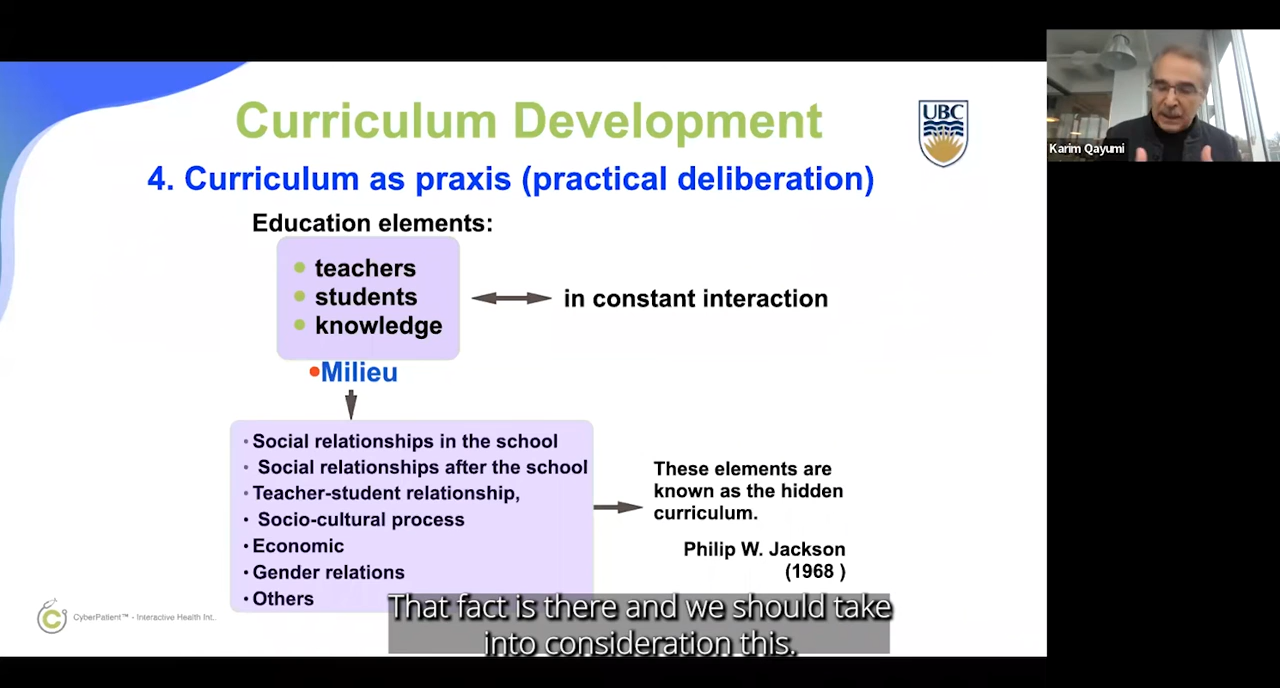 Curriculum Development
UBC
Karim Qayumi
4. Curriculum as praxis (practical deliberation)
Education elements:
• teachers
• students
• knowledge
in constant interaction
•Milieu
• Social relationships in the school
• Social relationships after the school
• Teacher-student relationship,
• Socio-cultural process
• Economic
• Gender relations
• Others
These elements are
known as the hidden
curriculum.
Philip W. Jackson
(1968 )
C
CyberPatient™ - Interactive Health Int..
That fact is there and we should take
into consideration this.